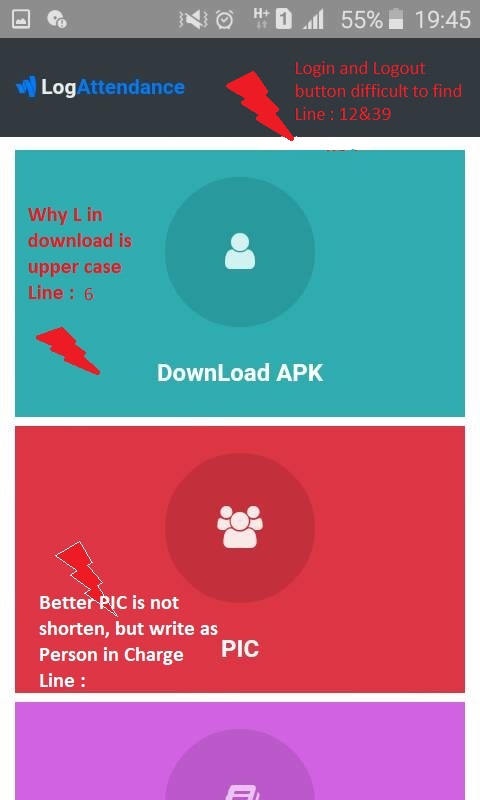 H+ 1 55% 19:45
LogAttendance
Login and Logout
button difficult to find
Line : 12&39
Why L in
download is
upper case
Line : 6
DownLoad APK
Better PIC is not
shorten, but write as
Person in Charge
Line :
PIC